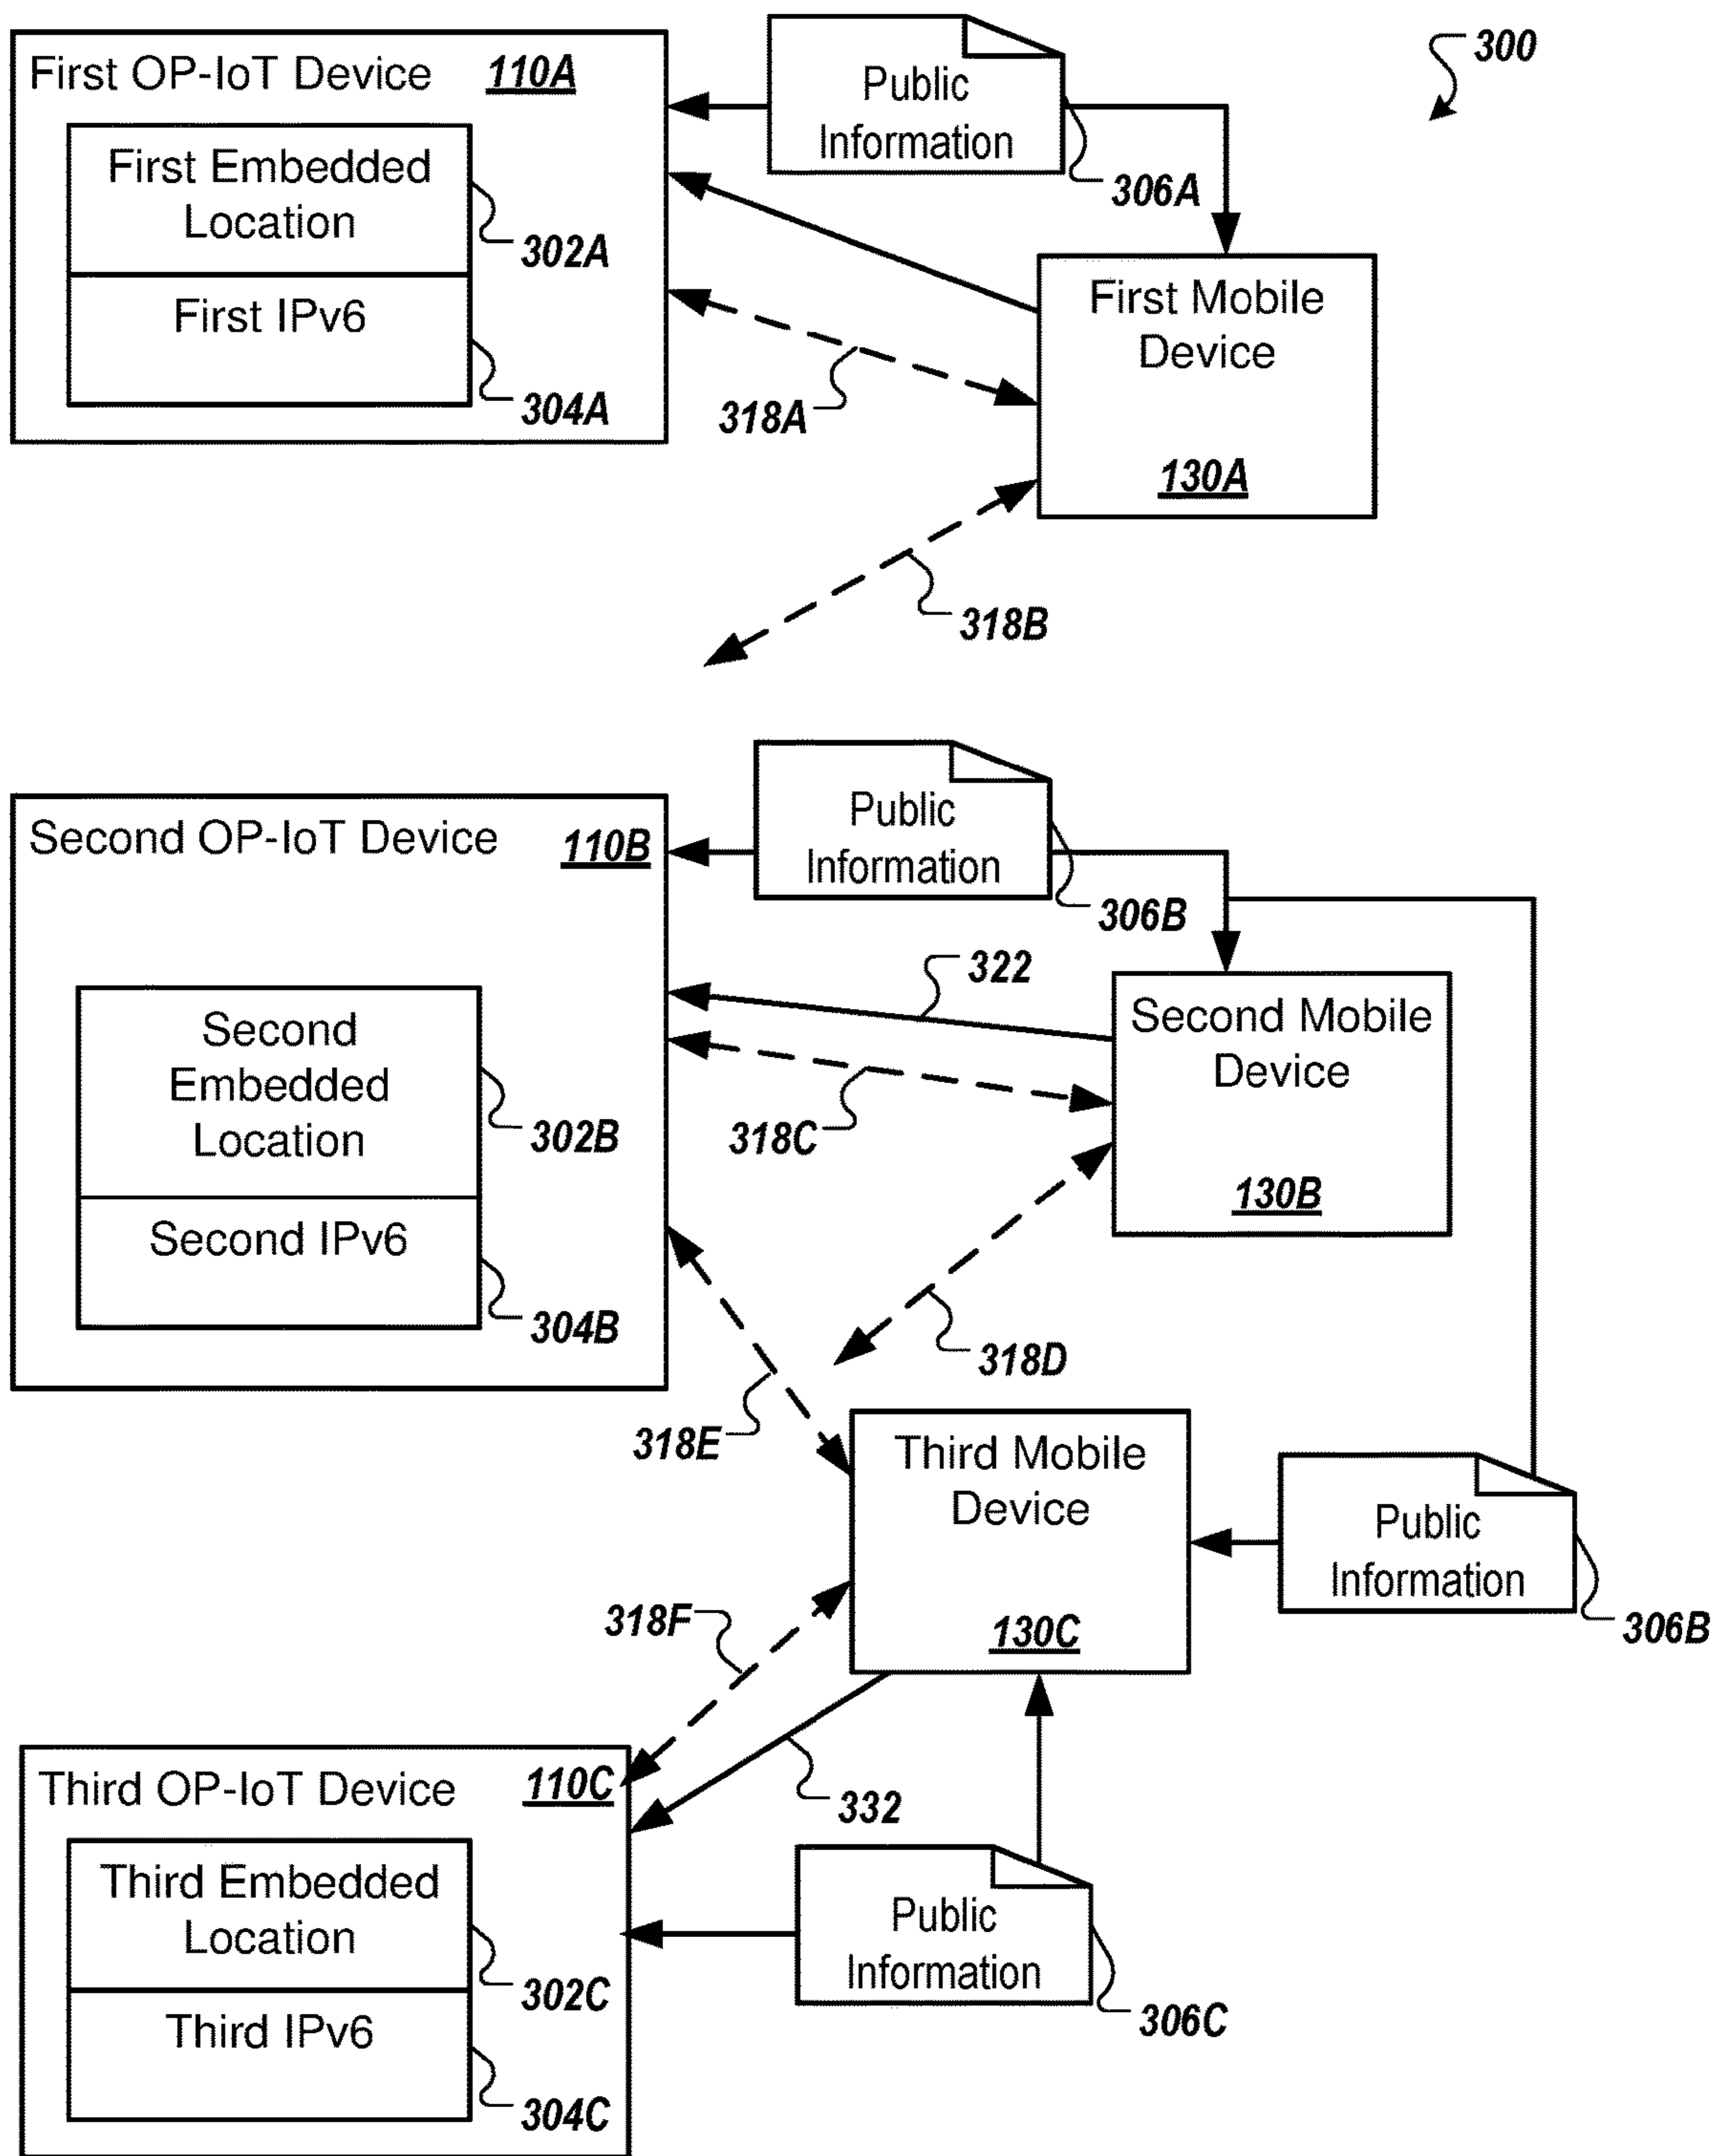 300
First OP-IoT Device 110A
Public
Information
306A
First Embedded
Location
302A
First IPv6
304A
First Mobile
Device
130A
318A
318B
Second OP-IoT Device 110B
Public
Information
306B
322
Second Mobile
Device
130B
Second
Embedded
Location
302B
318C
Second IPv6
304B
318D
318E
Third Mobile
Device
130C
Public
Information
306B
318F
332
Third OP-IoT Device 110C
Third Embedded
Location
302C
Public
Information
306C
Third IPv6
304C